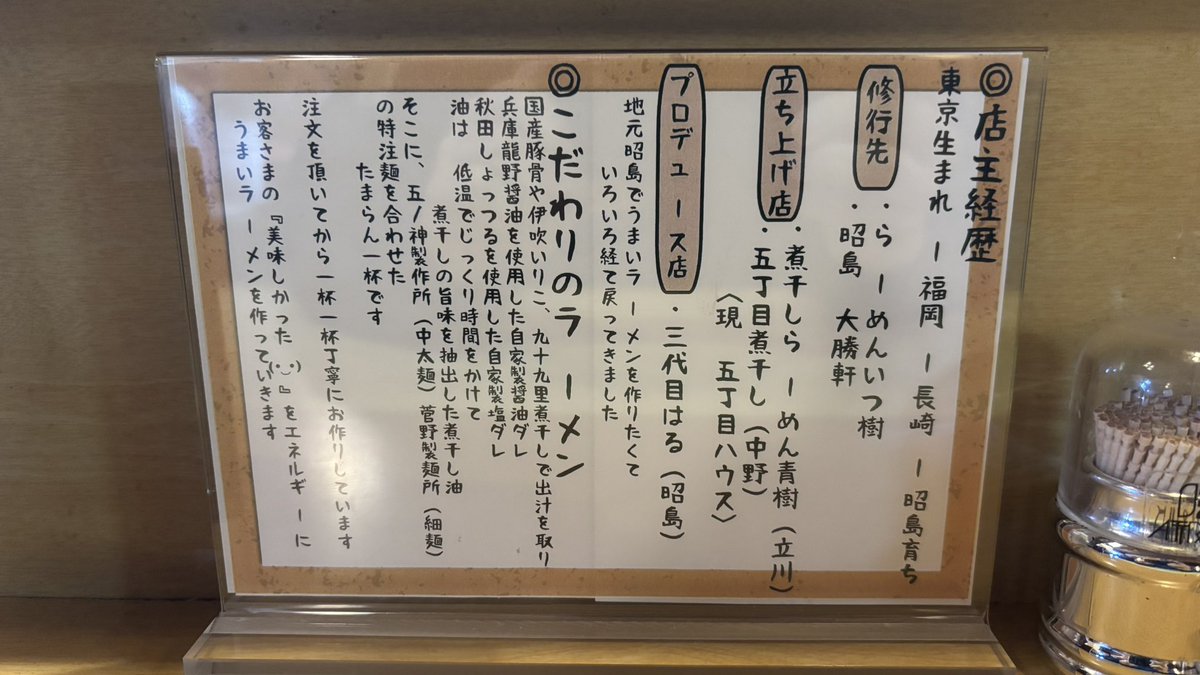 ◎店主経歴
東京生まれ ー 福岡 ー 長崎 ー 昭島育ち
修行先 ・らーめんいつ樹
・昭島 大勝軒
立ち上げ店 ・煮干しらーめん青樹(立川)
・五丁目煮干し(中野)
(現 五丁目ハウス)
プロデュース店 ・三代目はる(昭島)
地元昭島でうまいラーメンを作りたくて
いろいろ経て戻ってきました
◎こだわりのラーメン
国産豚骨や伊吹いりこ、九十九里煮干しで出汁を取り
兵庫龍野醤油を使用した自家製醤油ダレ
秋田しょっつるを使用した自家製塩ダレ
油は 低温でじっくり時間をかけて
煮干しの旨味を抽出した煮干し油
そこに、五ノ神製作所(中太麺)菅野製麺所(細麺)
の特注麺を合わせた
たまらん一杯です
注文を頂いてから一杯一杯丁寧にお作りしています
お客さまの『美味しかった(•‿•)』をエネルギーに
うまいラーメンを作っていきます